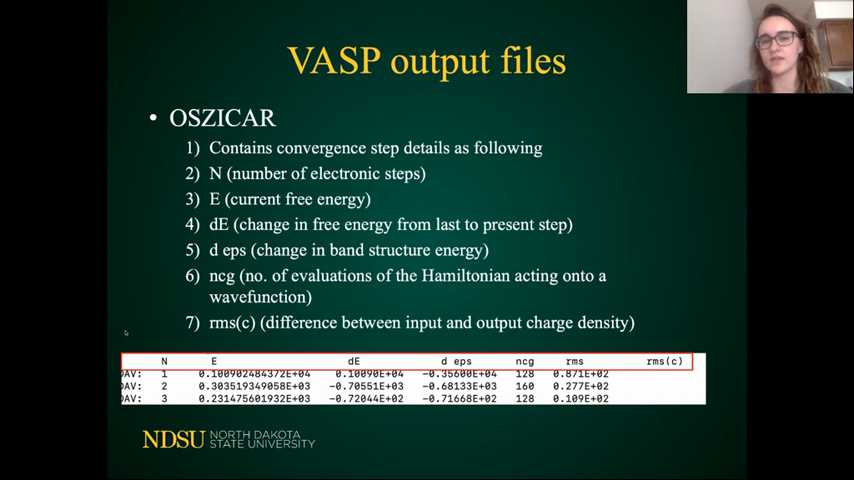 VASP output files
• OSZICAR
1) Contains convergence step details as following
2) N (number of electronic steps)
3) E (current free energy)
4) dE (change in free energy from last to present step)
5) d eps (change in band structure energy)
6) ncg (no. of evaluations of the Hamiltonian acting onto a
wavefunction)
7) rms(c) (difference between input and output charge density)
N E dE d eps ncg rms rms(c)
DAV: 1 0.100902484372E+04 0.10090E+04 -0.35600E+04 128 0.871E+02
DAV: 2 0.303519349058E+03 -0.70551E+03 -0.68133E+03 160 0.277E+02
DAV: 3 0.231475601932E+03 -0.72044E+02 -0.71668E+02 128 0.109E+02
NDSU NORTH DAKOTA
STATE UNIVERSITY